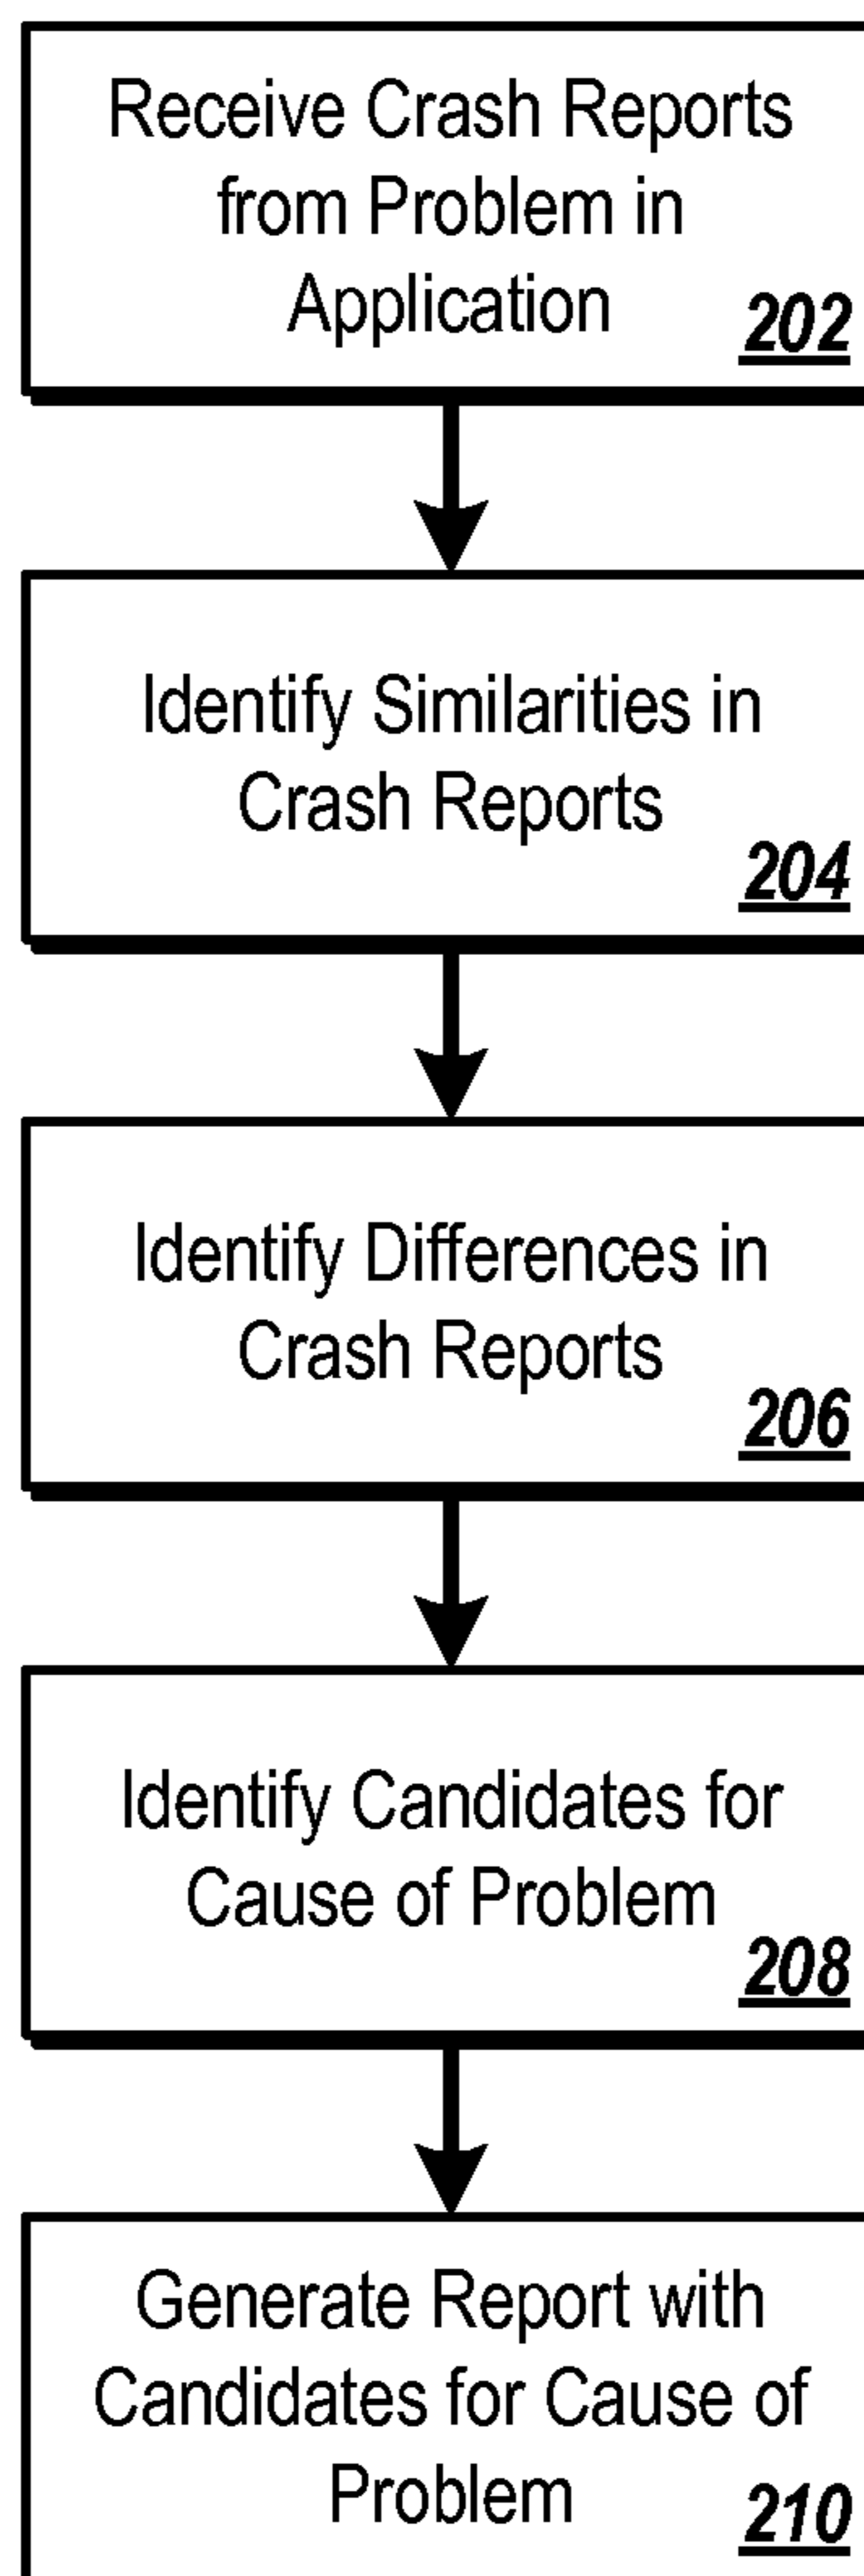 Receive Crash Reports
from Problem in
Application
202
Identify Similarities in
Crash Reports
204
Identify Differences in
Crash Reports
206
Identify Candidates for
Cause of Problem
208
Generate Report with
Candidates for Cause of
Problem
210